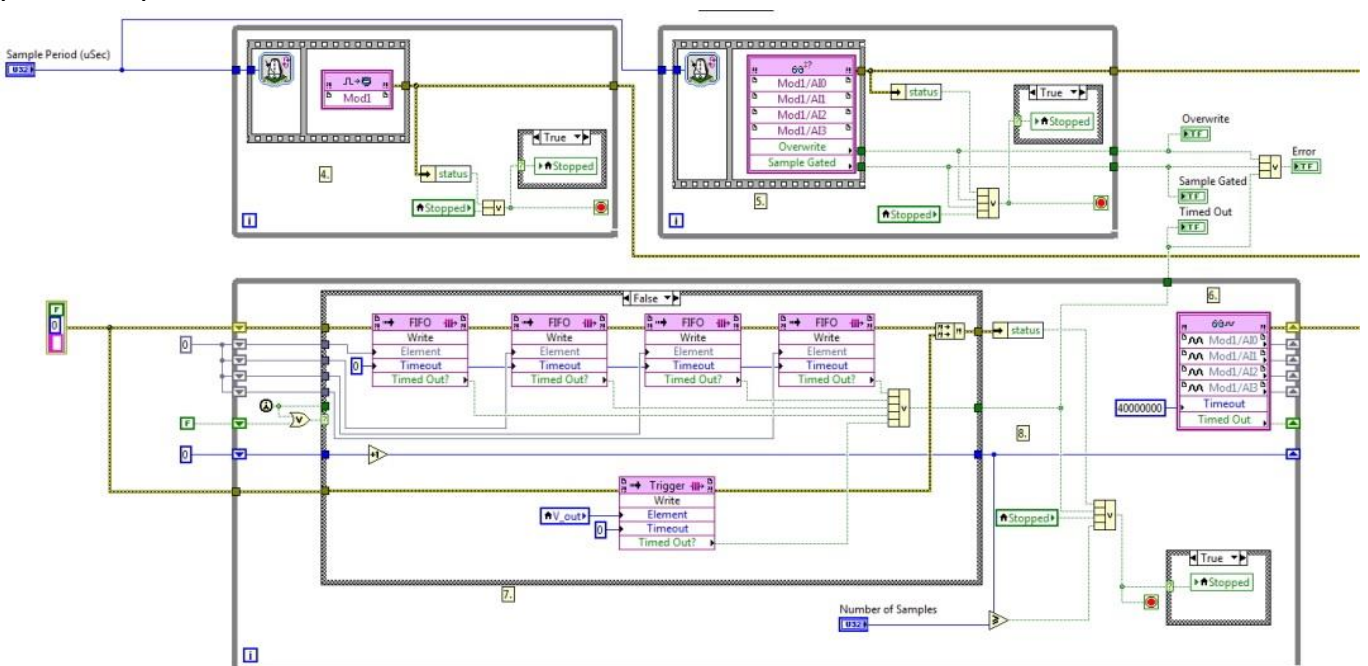 Sample Period (uSec)
U32
Mod1
4.
status
Stopped
True
Stopped
i
Mod1/AI0
Mod1/AI1
Mod1/AI2
Mod1/AI3
Overwrite
Sample Gated
5.
status
Stopped
True
Stopped
i
Overwrite
TF
Error
TF
Sample Gated
TF
Timed Out
TF
F
0
0
F
0
False
FIFO
Write
Element
Timeout
Timed Out?
FIFO
Write
Element
Timeout
Timed Out?
FIFO
Write
Element
Timeout
Timed Out?
FIFO
Write
Element
Timeout
Timed Out?
0
+1
Trigger
Write
Element
Timeout
Timed Out?
V_out
0
7.
status
8.
6.
Mod1/AI0
Mod1/AI1
Mod1/AI2
Mod1/AI3
Timeout
Timed Out
40000000
Stopped
True
Stopped
Number of Samples
U32
i